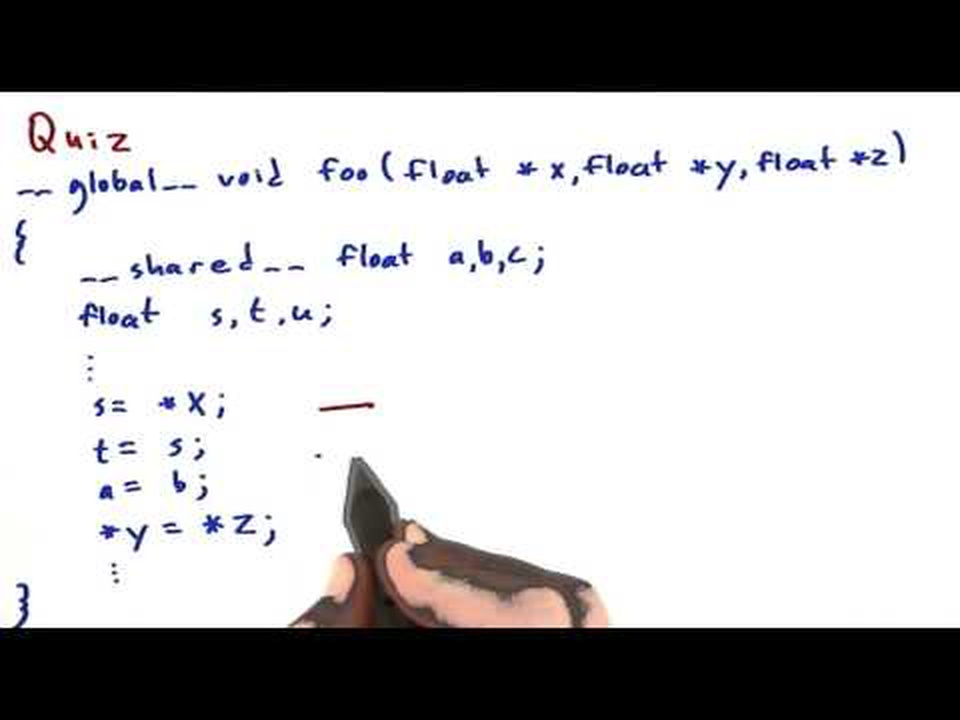 Quiz
__global__ void foo(float *x, float *y, float *z)
{
__shared__ float a,b,c;
float s,t,u;
⋮
s= *x;
t= s;
a= b;
*y = *z;
⋮
}